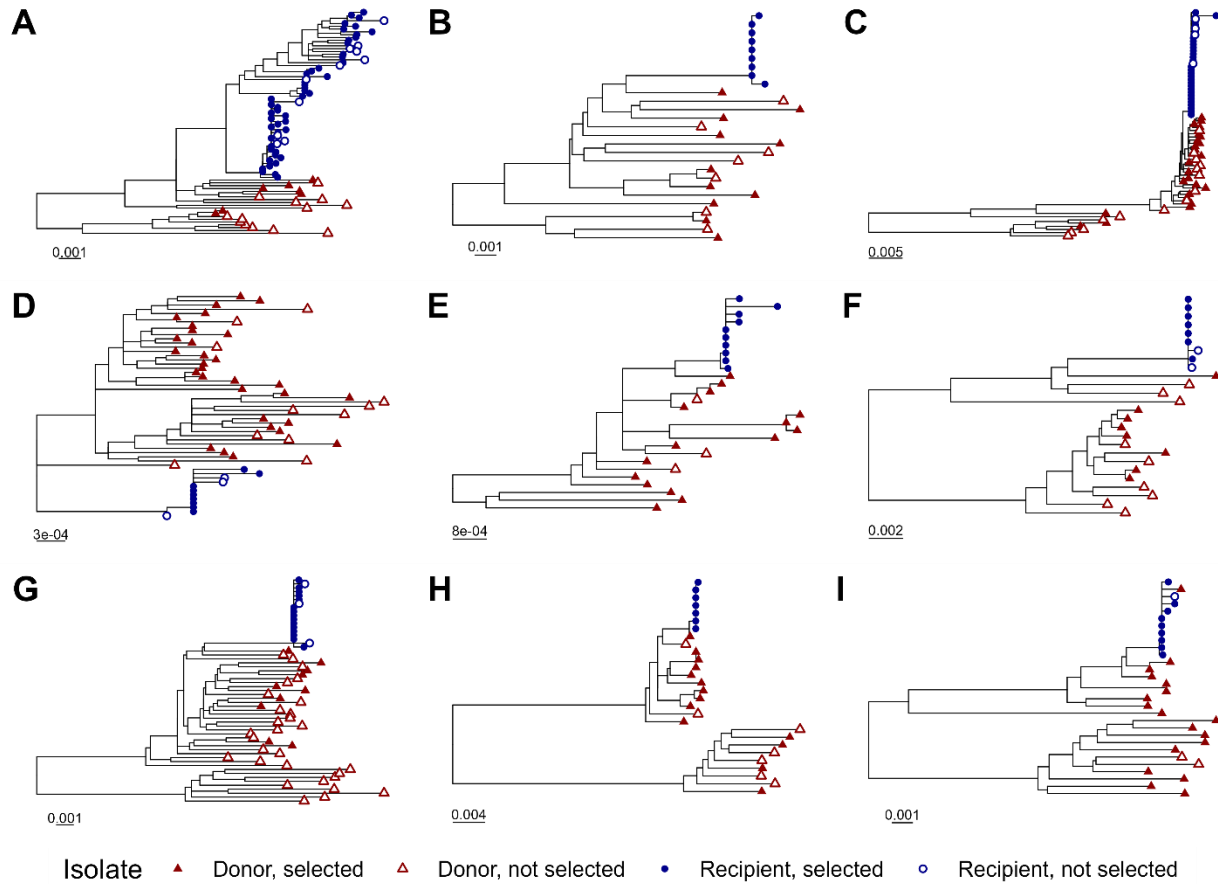 A
B
C
0.001
0.001
0.005
D
E
F
3e-04
8e-04
0.002
G
H
I
0.001
0.004
0.001
Isolate Donor, selected Donor, not selected Recipient, selected Recipient, not selected